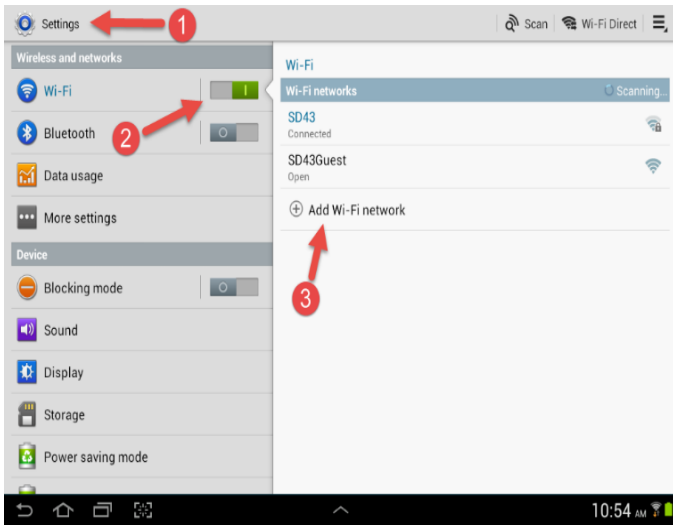 Settings
1
Scan
Wi-Fi Direct
Wireless and networks
Wi-Fi
2
Bluetooth
Data usage
More settings
Device
Blocking mode
Sound
Display
Storage
Power saving mode
Wi-Fi
Wi-Fi networks
Scanning...
SD43
Connected
SD43Guest
Open
Add Wi-Fi network
3
10:54 AM